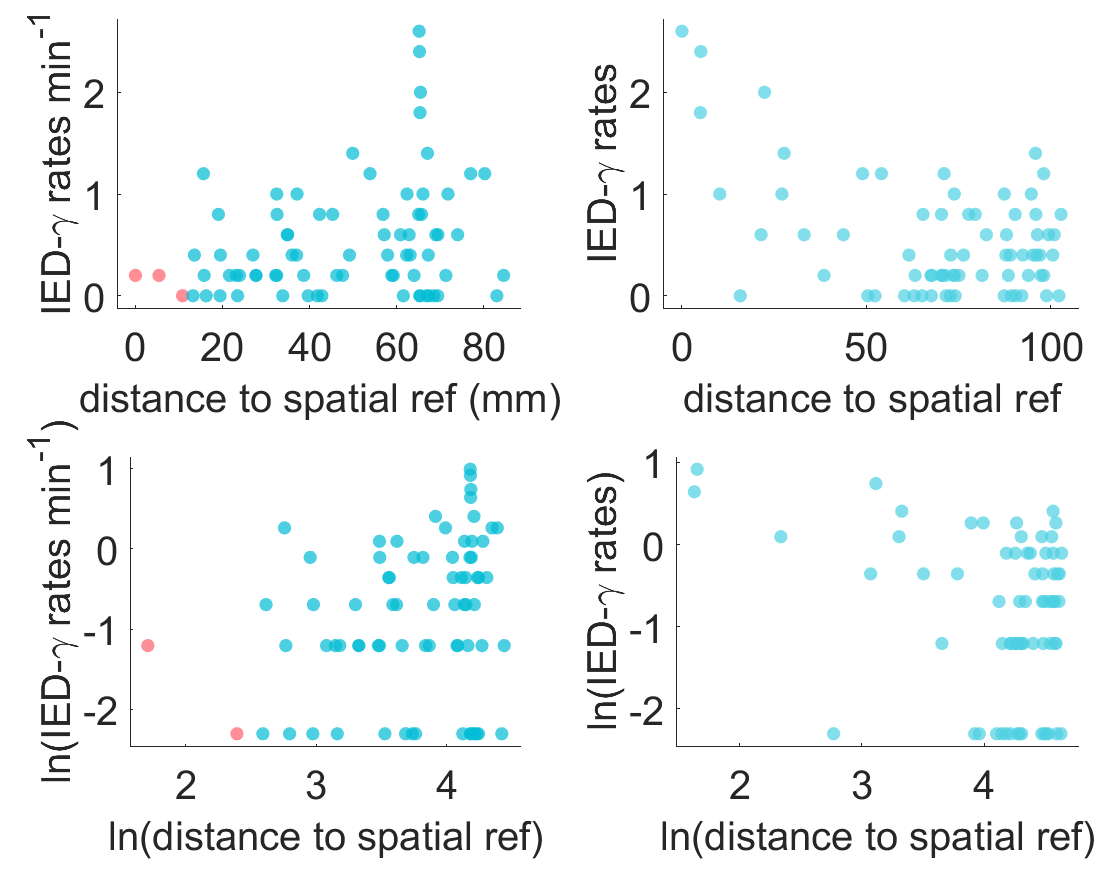 IED-γ rates min⁻¹
2
1
0
0 20 40 60 80
distance to spatial ref (mm)
IED-γ rates
2
1
0
0 50 100
distance to spatial ref
ln(IED-γ rates min⁻¹)
1
0
-1
-2
2 3 4
ln(distance to spatial ref)
ln(IED-γ rates)
1
0
-1
-2
2 3 4
ln(distance to spatial ref)